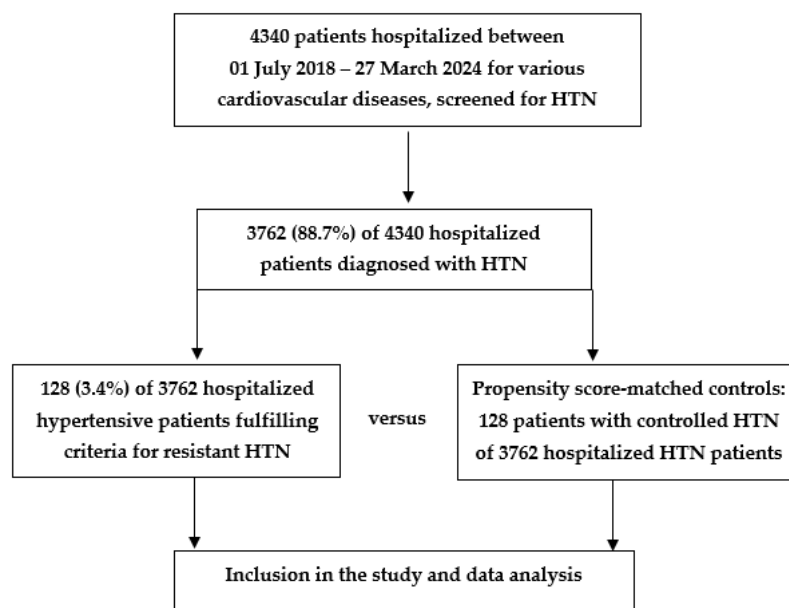 4340 patients hospitalized between
01 July 2018 – 27 March 2024 for various
cardiovascular diseases, screened for HTN
3762 (88.7%) of 4340 hospitalized
patients diagnosed with HTN
128 (3.4%) of 3762 hospitalized
hypertensive patients fulfilling
criteria for resistant HTN
versus
Propensity score-matched controls:
128 patients with controlled HTN
of 3762 hospitalized HTN patients
Inclusion in the study and data analysis